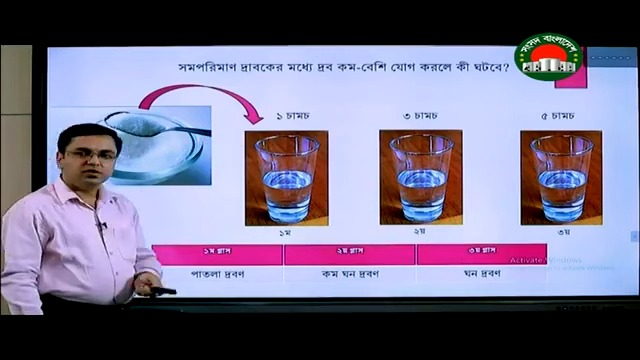 সংসদ বাংলাদেশ
সমপরিমাণ দ্রাবকের মধ্যে দ্রব কম-বেশি যোগ করলে কী ঘটবে?
১ চামচ ৩ চামচ ৫ চামচ
১ম ২য় ৩য়
১ম গ্লাস ২য় গ্লাস ৩য় গ্লাস
Activate Windows
পাতলা দ্রবণ কম ঘন দ্রবণ ঘন দ্রবণ